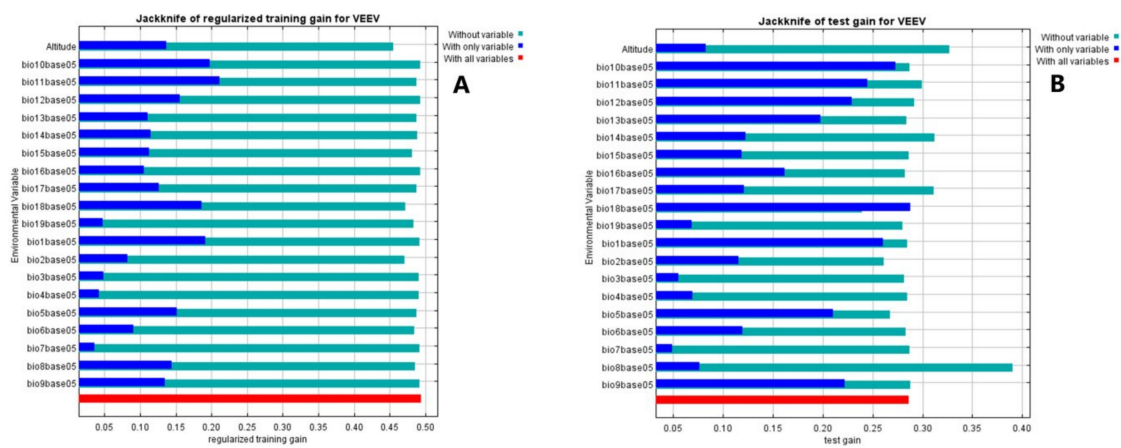 Jackknife of regularized training gain for VEEV
Without variable
With only variable
With all variables
A
Environmental Variable
Altitude
bio10base05
bio11base05
bio12base05
bio13base05
bio14base05
bio15base05
bio16base05
bio17base05
bio18base05
bio19base05
bio1base05
bio2base05
bio3base05
bio4base05
bio5base05
bio6base05
bio7base05
bio8base05
bio9base05
0.05 0.10 0.15 0.20 0.25 0.30 0.35 0.40 0.45 0.50
regularized training gain
Jackknife of test gain for VEEV
Without variable
With only variable
With all variables
B
Environmental Variable
Altitude
bio10base05
bio11base05
bio12base05
bio13base05
bio14base05
bio15base05
bio16base05
bio17base05
bio18base05
bio19base05
bio1base05
bio2base05
bio3base05
bio4base05
bio5base05
bio6base05
bio7base05
bio8base05
bio9base05
0.05 0.10 0.15 0.20 0.25 0.30 0.35 0.40
test gain